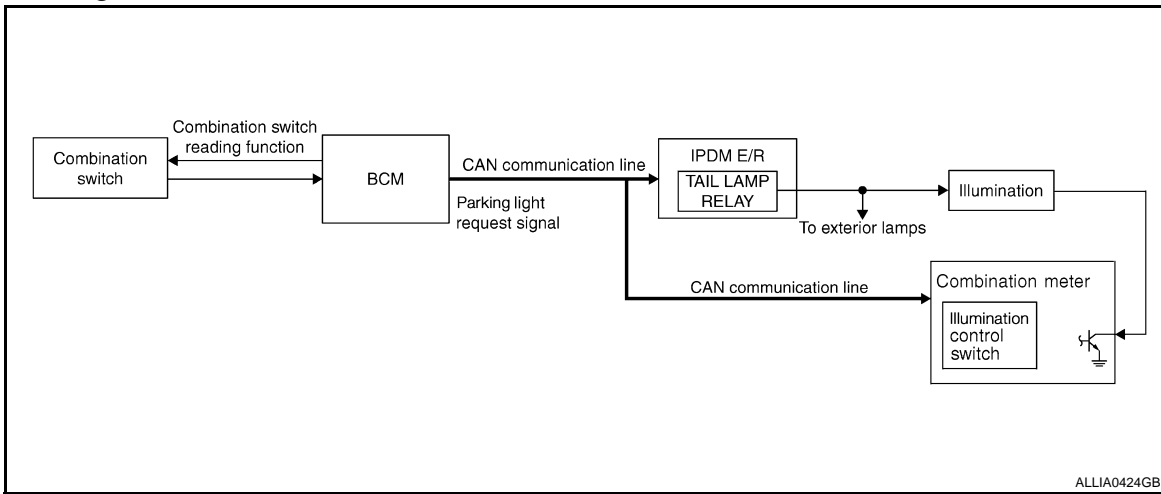 Combination switch
reading function
Combination
switch
BCM
CAN communication line
Parking light
request signal
IPDM E/R
TAIL LAMP
RELAY
To exterior lamps
Illumination
CAN communication line
Combination meter
Illumination
control
switch
ALLIA0424GB